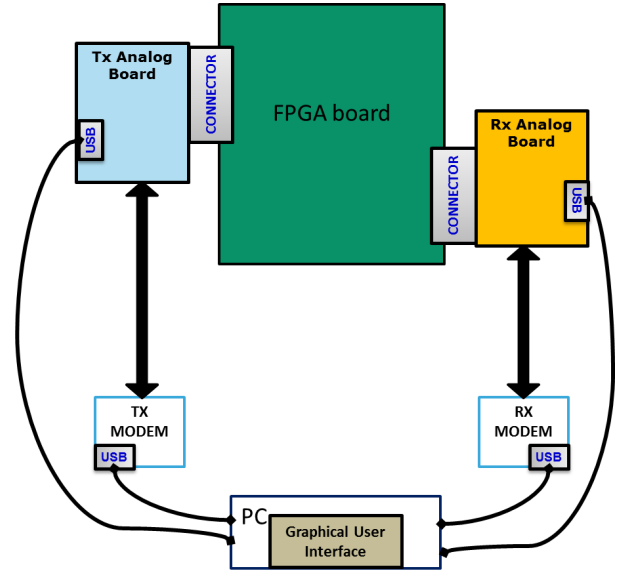 Tx Analog
Board
CONNECTOR
FPGA board
USB
Rx Analog
Board
CONNECTOR
USB
TX
MODEM
USB
RX
MODEM
USB
PC
Graphical User
Interface